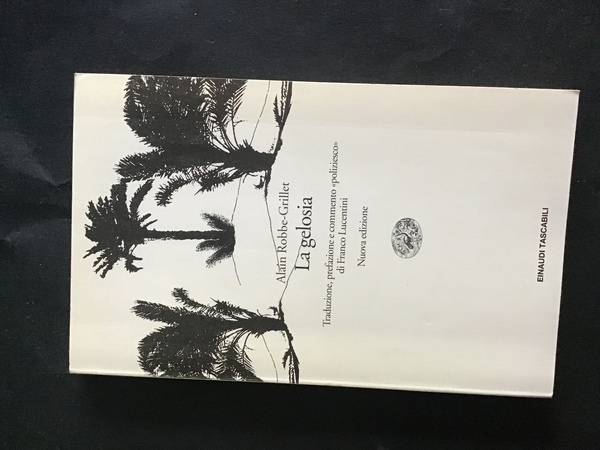 Alain Robbe-Grillet
La gelosia
Traduzione, prefazione e commento «poliziesco»
di Franco Lucentini
Nuova edizione
EINAUDI TASCABILI